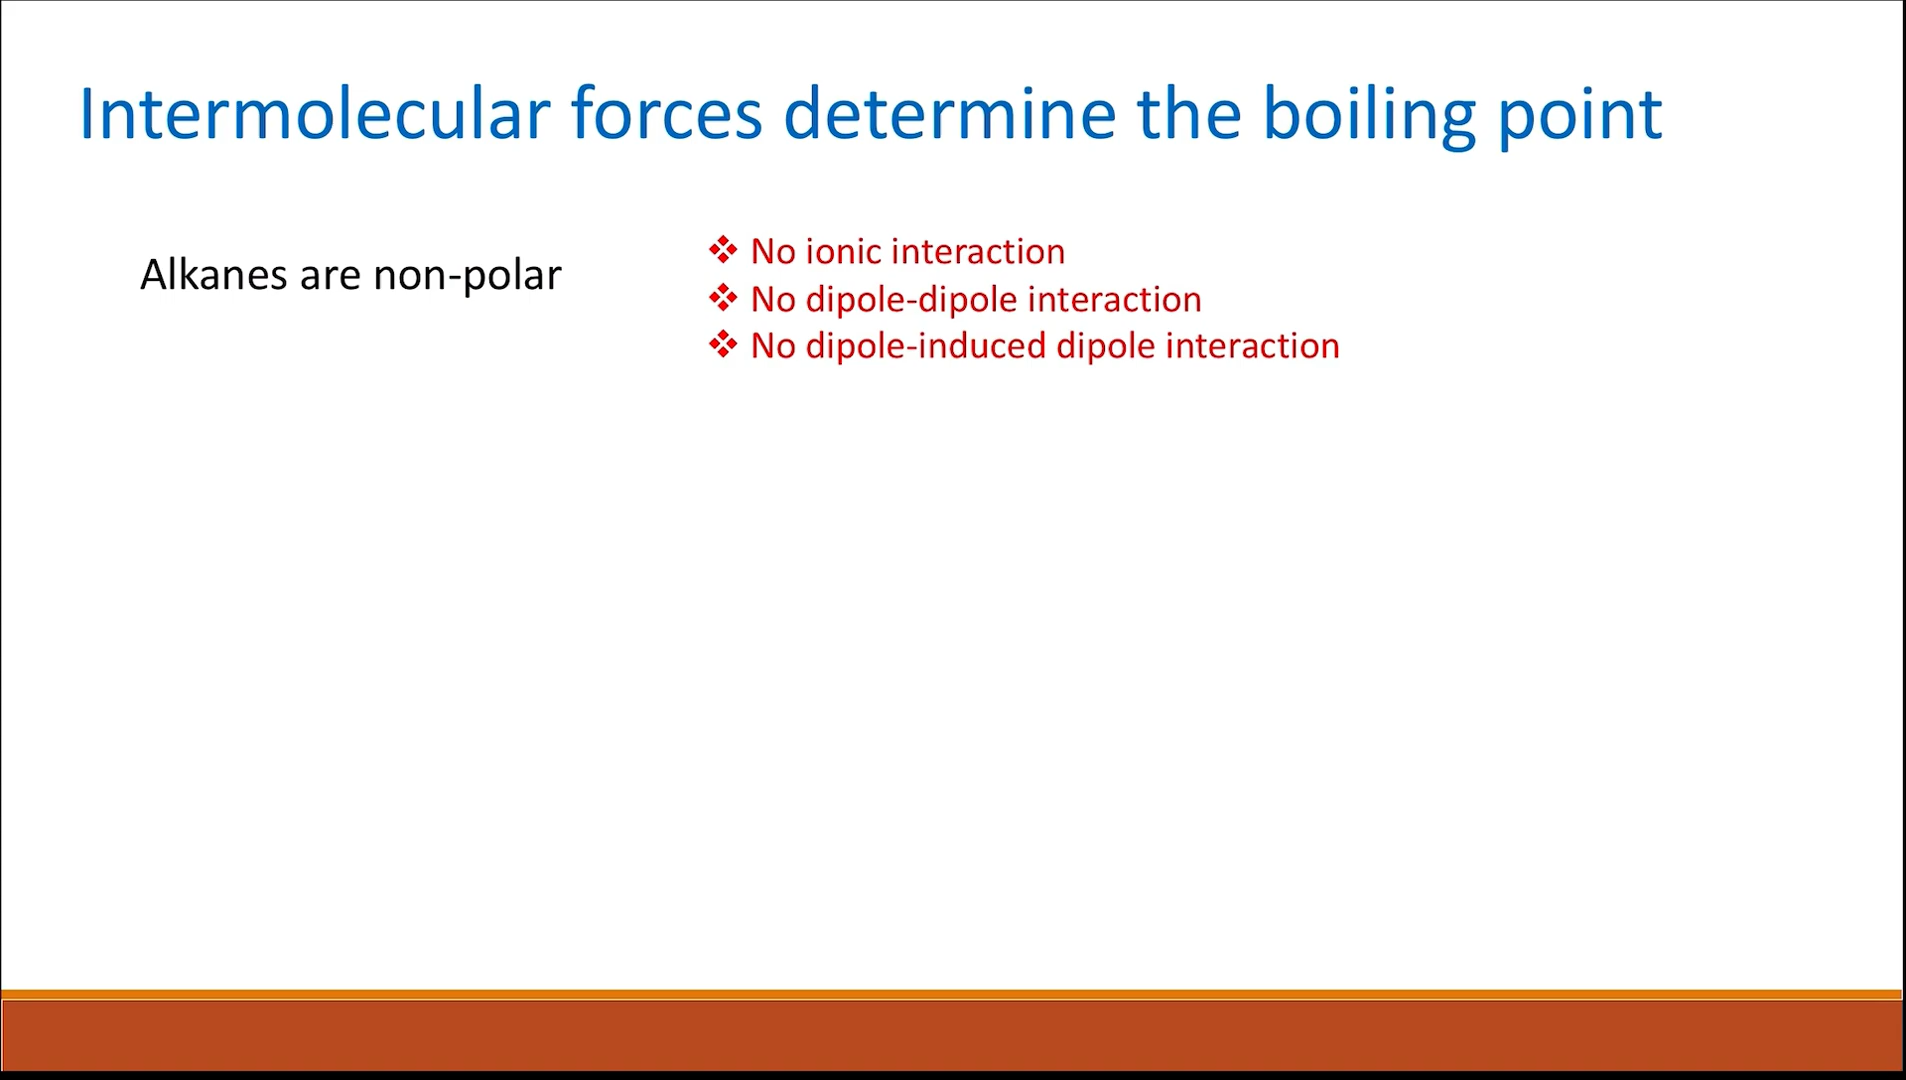 Intermolecular forces determine the boiling point
Alkanes are non-polar
❖ No ionic interaction
❖ No dipole-dipole interaction
❖ No dipole-induced dipole interaction